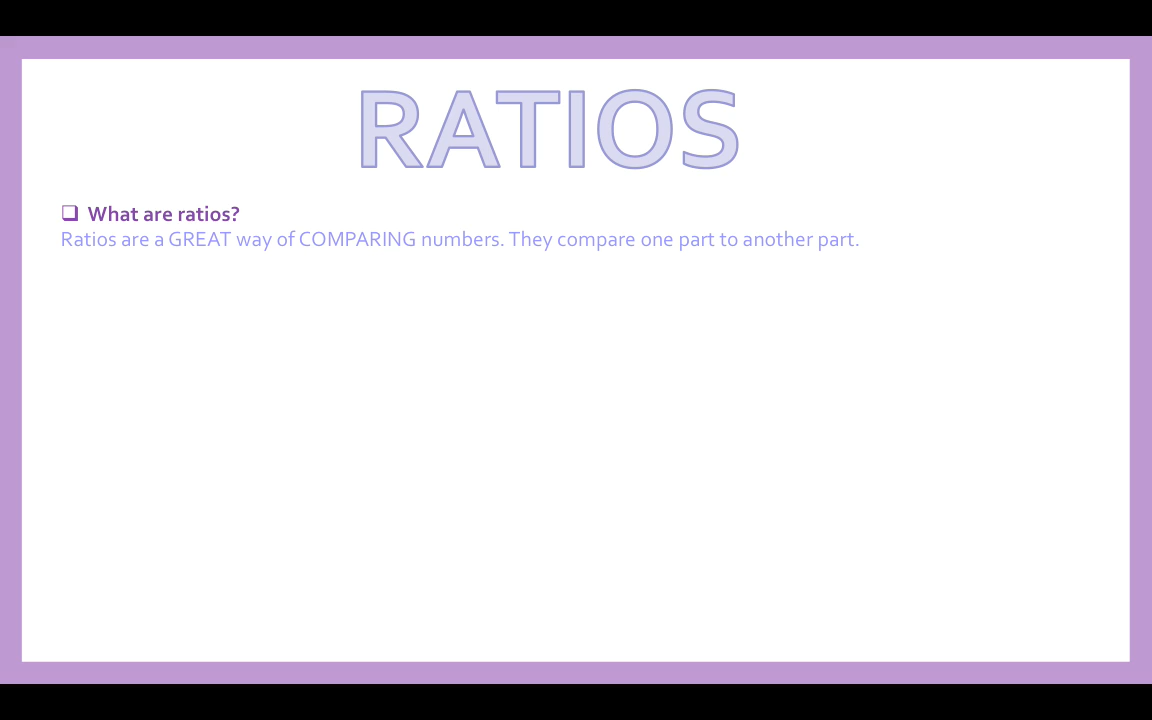 RATIOS
❑ What are ratios?
Ratios are a GREAT way of COMPARING numbers. They compare one part to another part.